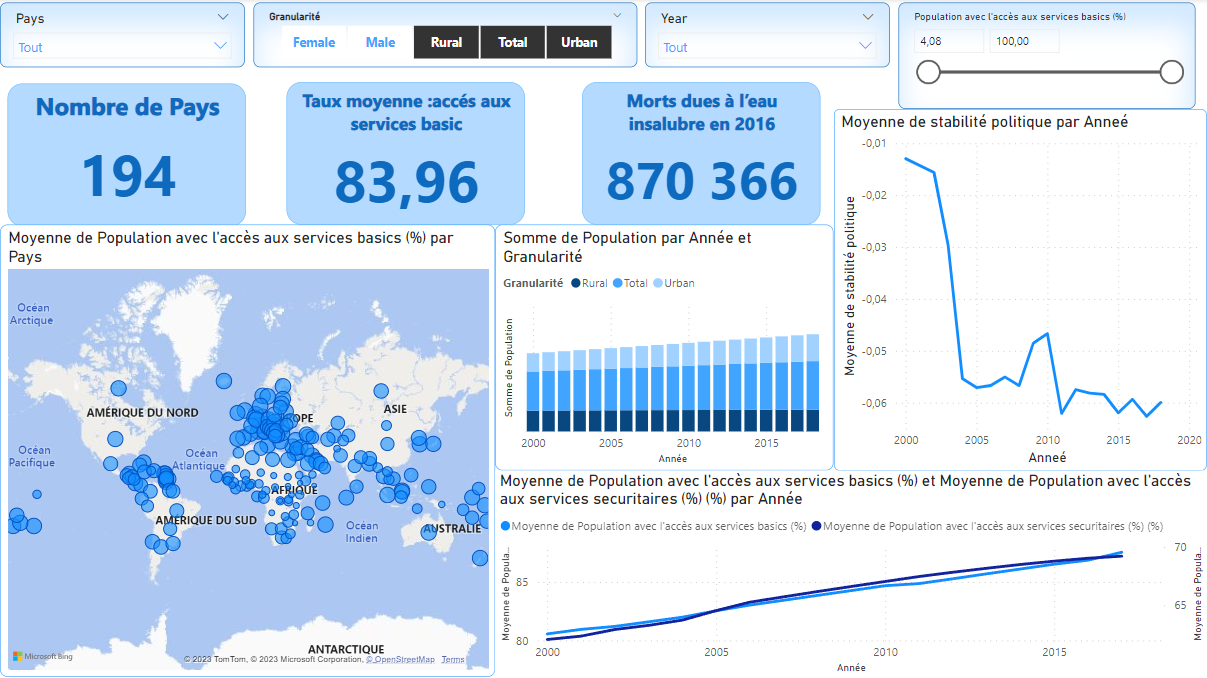 Pays
Tout
Granularité
Female
Male
Rural
Total
Urban
Year
Tout
Population avec l'accès aux services basics (%)
4,08
100,00
Nombre de Pays
194
Taux moyenne :accés aux
services basic
83,96
Morts dues à l'eau
insalubre en 2016
870 366
Moyenne de stabilité politique par Anneé
Moyenne de stabilité politique
-0,01
-0,02
-0,03
-0,04
-0,05
-0,06
2000
2005
2010
2015
2020
Anneé
Moyenne de Population avec l'accès aux services basics (%) par
Pays
Océan
Arctique
AMÉRIQUE DU NORD
OPE
ASIE
Océan
Pacifique
Océan
Atlantique
AFRIQUE
AMÉRIQUE DU SUD
Océan
Indien
AUSTRALIE
ANTARCTIQUE
Microsoft Bing
© 2023 TomTom, © 2023 Microsoft Corporation, © OpenStreetMap Terms
Somme de Population par Année et
Granularité
Granularité Rural Total Urban
Somme de Population
2000
2005
2010
2015
Année
Moyenne de Population avec l'accès aux services basics (%) et Moyenne de Population avec l'accès
aux services securitaires (%) (%) par Année
Moyenne de Population avec l'accès aux services basics (%) Moyenne de Population avec l'accès aux services securitaires (%) (%)
Moyenne de Popula...
85
80
70
65
Moyenne de Popula...
2000
2005
2010
2015
Année